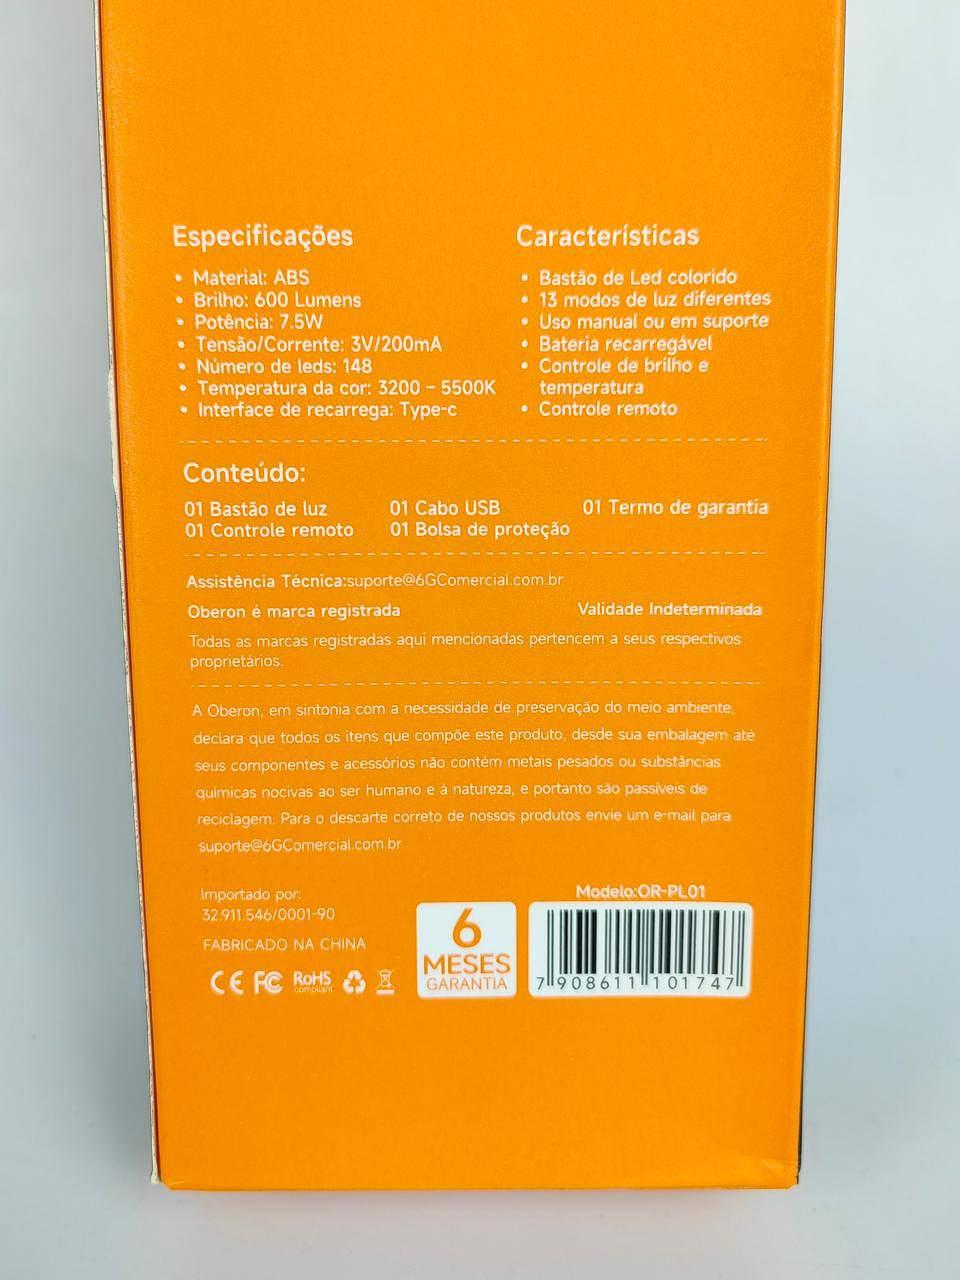 Especificações
• Material: ABS
• Brilho: 600 Lumens
• Potência: 7.5W
• Tensão/Corrente: 3V/200mA
• Número de leds: 148
• Temperatura da cor: 3200 – 5500K
• Interface de recarrega: Type-c
Características
• Bastão de Led colorido
• 13 modos de luz diferentes
• Uso manual ou em suporte
• Bateria recarregável
• Controle de brilho e
temperatura
• Controle remoto
Conteúdo:
01 Bastão de luz 01 Cabo USB 01 Termo de garantia
01 Controle remoto 01 Bolsa de proteção
Assistência Técnica:suporte@6GComercial.com.br
Oberon é marca registrada Validade Indeterminada
Todas as marcas registradas aqui mencionadas pertencem a seus respectivos
proprietários.
A Oberon, em sintonia com a necessidade de preservação do meio ambiente,
declara que todos os itens que compõe este produto, desde sua embalagem até
seus componentes e acessórios não contém metais pesados ou substâncias
químicas nocivas ao ser humano e à natureza, e portanto são passíveis de
reciclagem. Para o descarte correto de nossos produtos envie um e-mail para
suporte@6GComercial.com.br
Importado por:
32.911.546/0001-90
FABRICADO NA CHINA
CE FC RoHS
compliant
6
MESES
GARANTIA
Modelo:OR-PL01
7 908611 101747